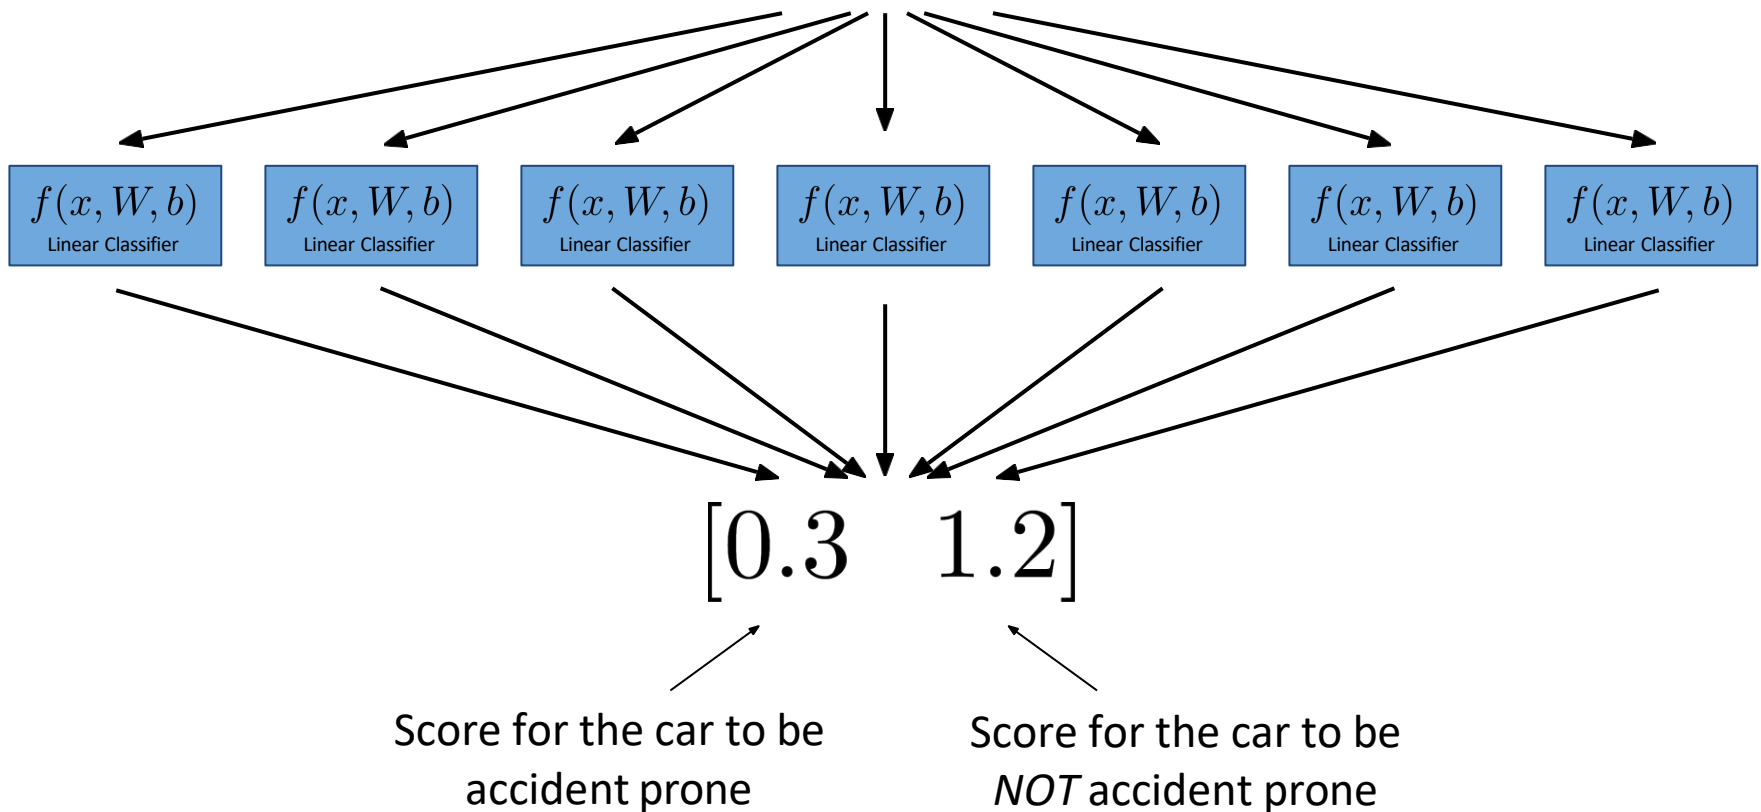 f(x, W, b) f(x, W, b) f(x, W, b) f(x, W, b) f(x, W, b) f(x, W, b) f(x, W, b)
Linear Classifier Linear Classifier Linear Classifier Linear Classifier Linear Classifier Linear Classifier Linear Classifier
[0.3 1.2]
Score for the car to be
accident prone
Score for the car to be
NOT accident prone